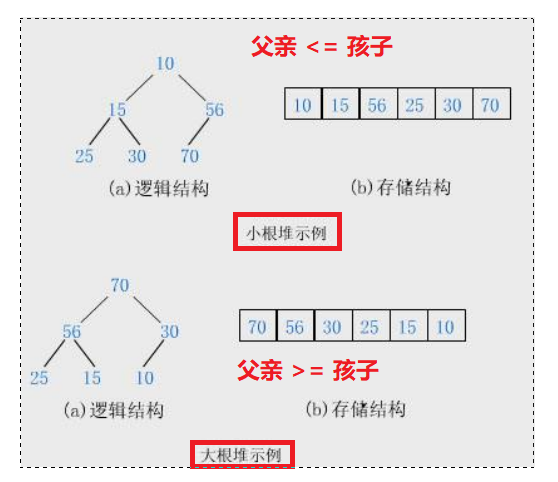 父亲 <= 孩子
10
15 56
25 30 70
10 15 56 25 30 70
(a)逻辑结构
(b)存储结构
小根堆示例
70
56 30
25 15 10
70 56 30 25 15 10
父亲 >= 孩子
(a)逻辑结构
(b)存储结构
大根堆示例